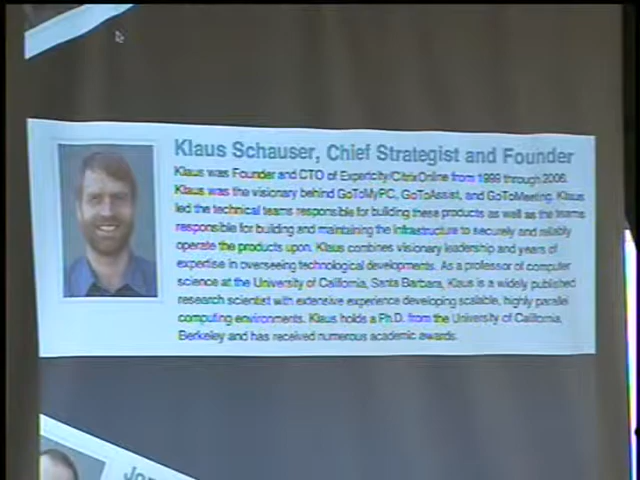 Klaus Schauser, Chief Strategist and Founder
Klaus was Founder and CTO of Expertcity/CitrixOnline from 1999 through 2006.
Klaus was the visionary behind GoToMyPC, GoToAssist, and GoToMeeting. Klaus
led the technical teams responsible for building these products as well as the teams
responsible for building and maintaining the infrastructure to securely and reliably
operate the products upon. Klaus combines visionary leadership and years of
expertise in overseeing technological developments. As a professor of computer
science at the University of California, Santa Barbara, Klaus is a widely published
research scientist with extensive experience developing scalable, highly parallel
computing environments. Klaus holds a Ph.D. from the University of California,
Berkeley and has received numerous academic awards.